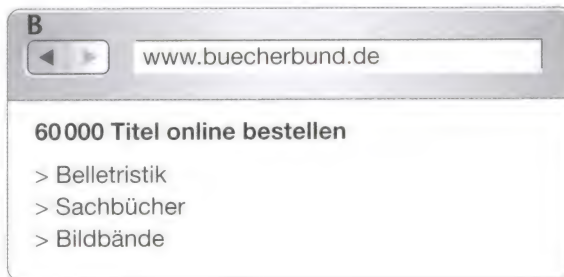 B
www.buecherbund.de
60 000 Titel online bestellen
> Belletristik
> Sachbücher
> Bildbände